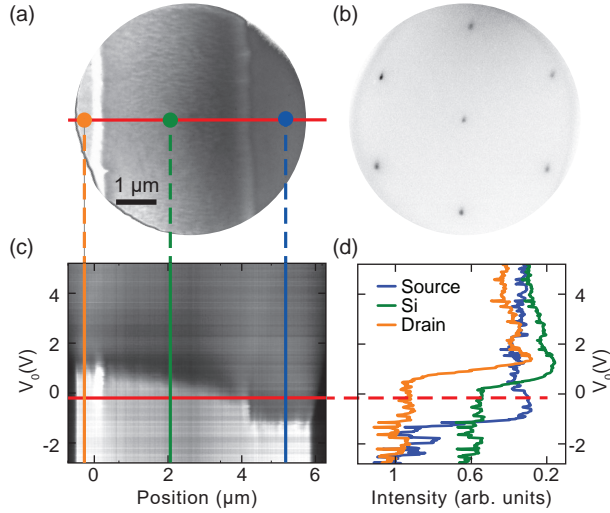 (a)
(b)
1 µm
(c)
(d)
V₀(V)
4
2
0
-2
0
2
4
6
Position (µm)
Source
Si
Drain
4
2
0
-2
V₀(V)
1
0.6
0.2
Intensity (arb. units)